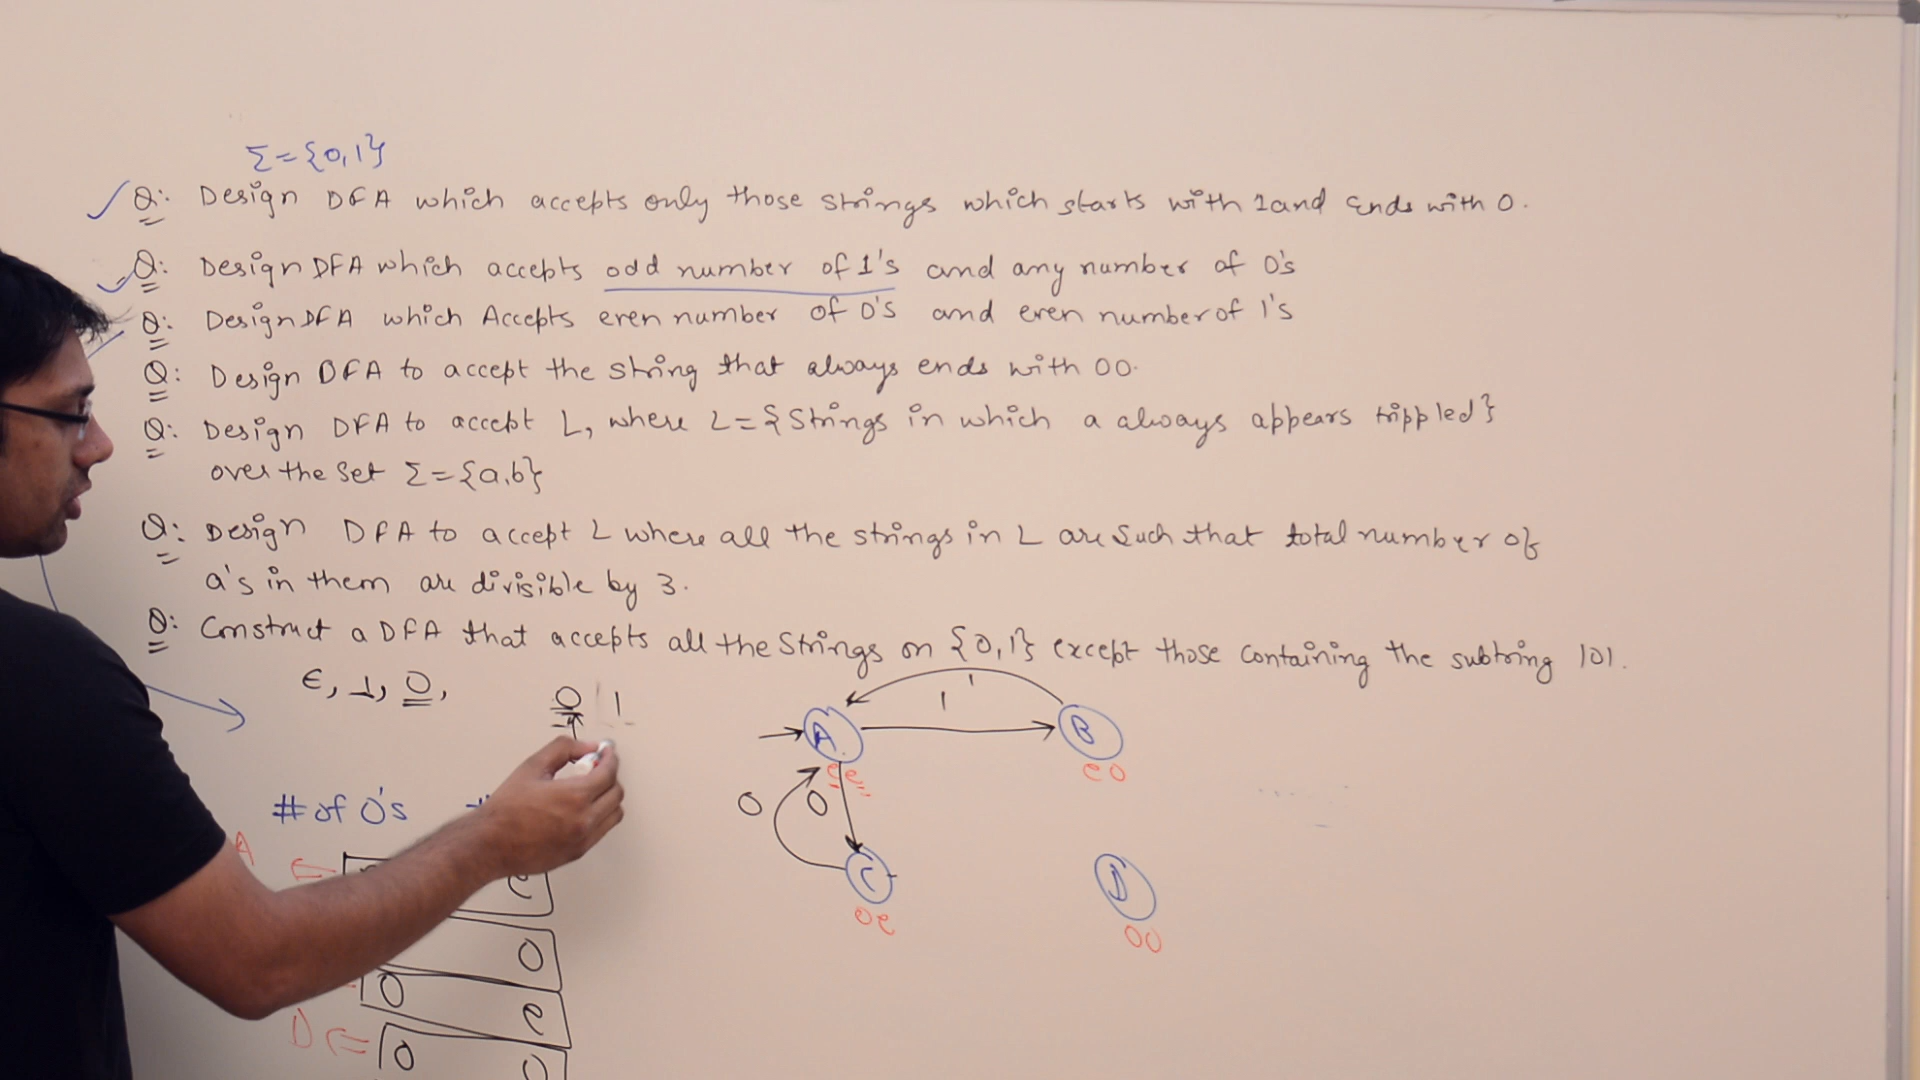 Σ={0,1}
Q: Design DFA which accepts only those strings which starts with 1 and Ends with 0.
Q: Design DFA which accepts odd number of 1's and any number of 0's
Q: Design DFA which Accepts even number of 0's and even number of 1's
Q: Design DFA to accept the string that always ends with 00.
Q: Design DFA to accept L, where L={Strings in which a always appears trippled}
over the Set Σ={a,b}
Q: Design DFA to accept L where all the strings in L are Such that total number of
a's in them are divisible by 3.
Q: Construct a DFA that accepts all the Strings on {0,1} except those containing the subtring 101.
ϵ, 1, 0,
0 1
1
1
A
B
ee
eo
0 0
C
oe
D
oo
# of 0's
A
e
o
o
e
D
o